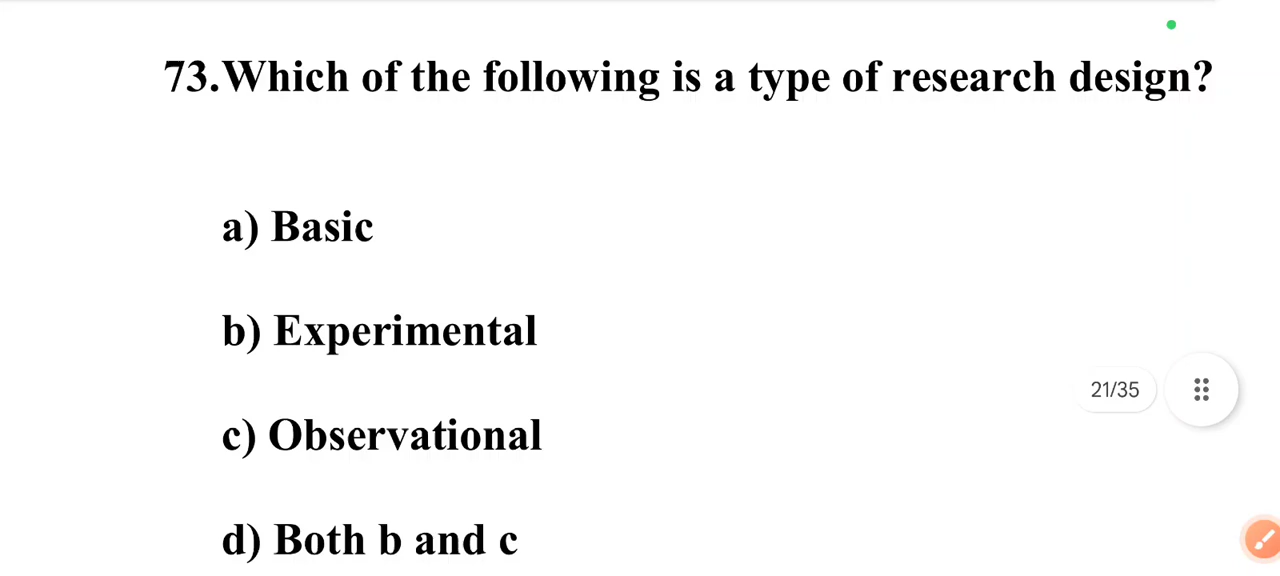 73.Which of the following is a type of research design?
a) Basic
b) Experimental
21/35
c) Observational
d) Both b and c